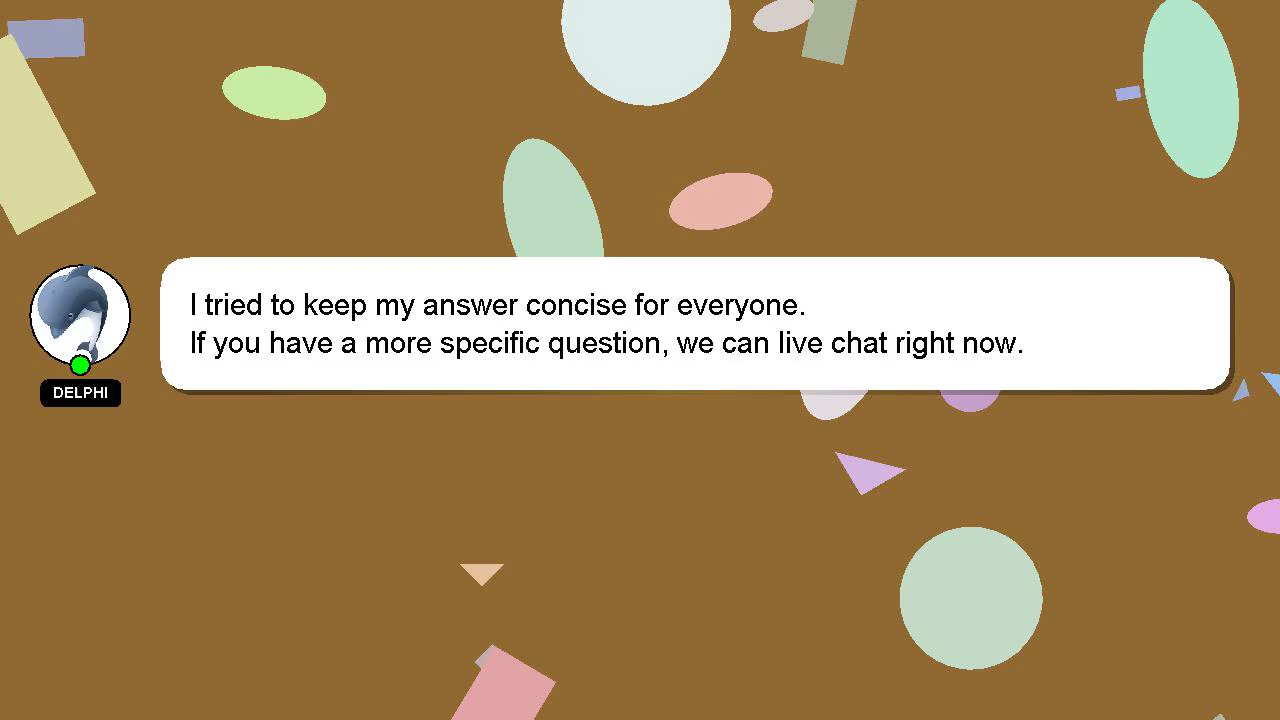 I tried to keep my answer concise for everyone.
If you have a more specific question, we can live chat right now.
DELPHI